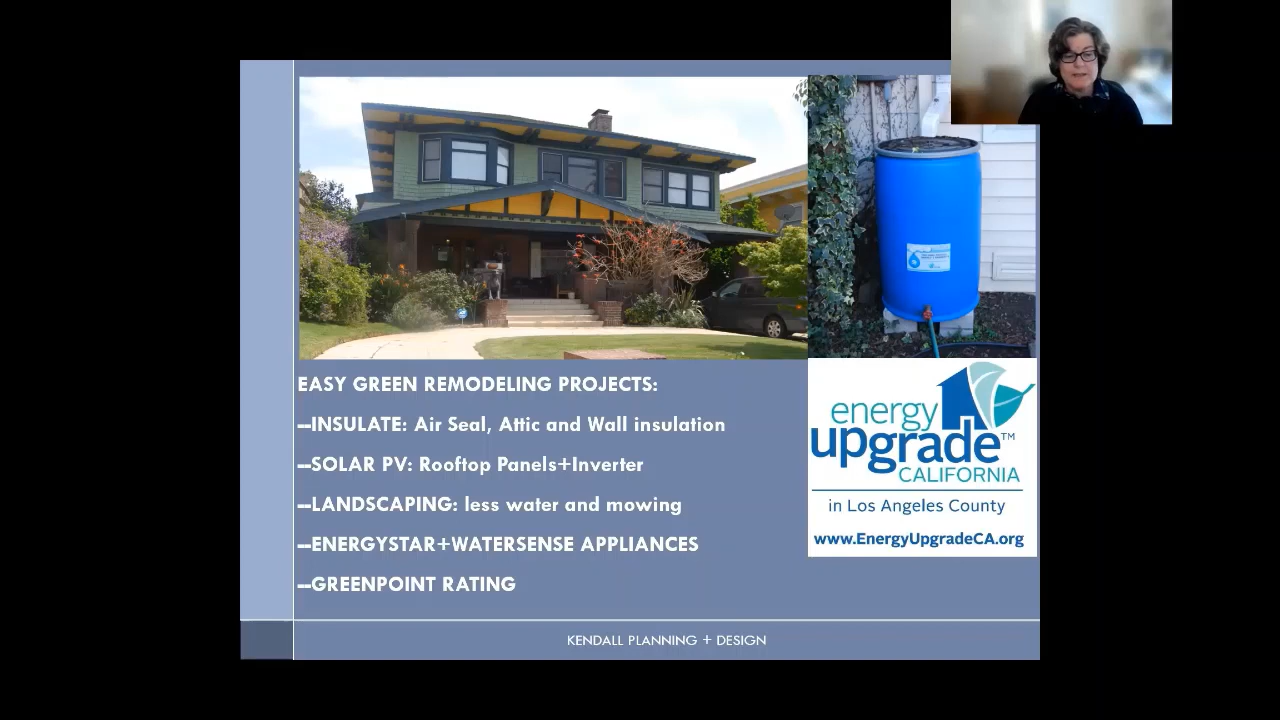 EASY GREEN REMODELING PROJECTS:
--INSULATE: Air Seal, Attic and Wall insulation
--SOLAR PV: Rooftop Panels+Inverter
--LANDSCAPING: less water and mowing
--ENERGYSTAR+WATERSENSE APPLIANCES
--GREENPOINT RATING
energy
upgrade™
CALIFORNIA
in Los Angeles County
www.EnergyUpgradeCA.org
KENDALL PLANNING + DESIGN